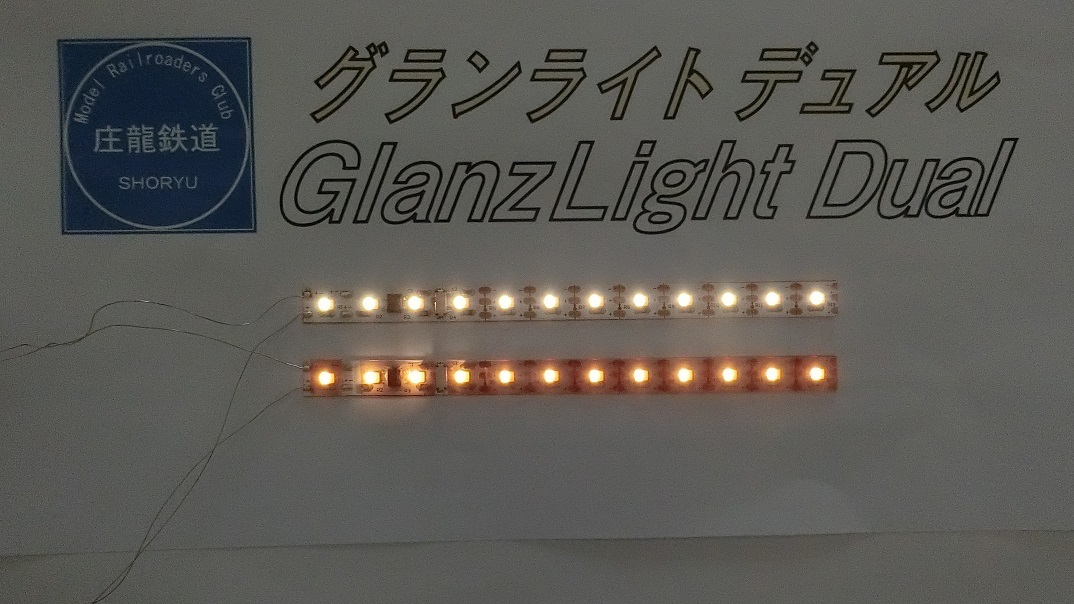 Model Railroaders Club
庄龍鉄道
SHORYU
グランライト デュアル
GlanzLight Dual